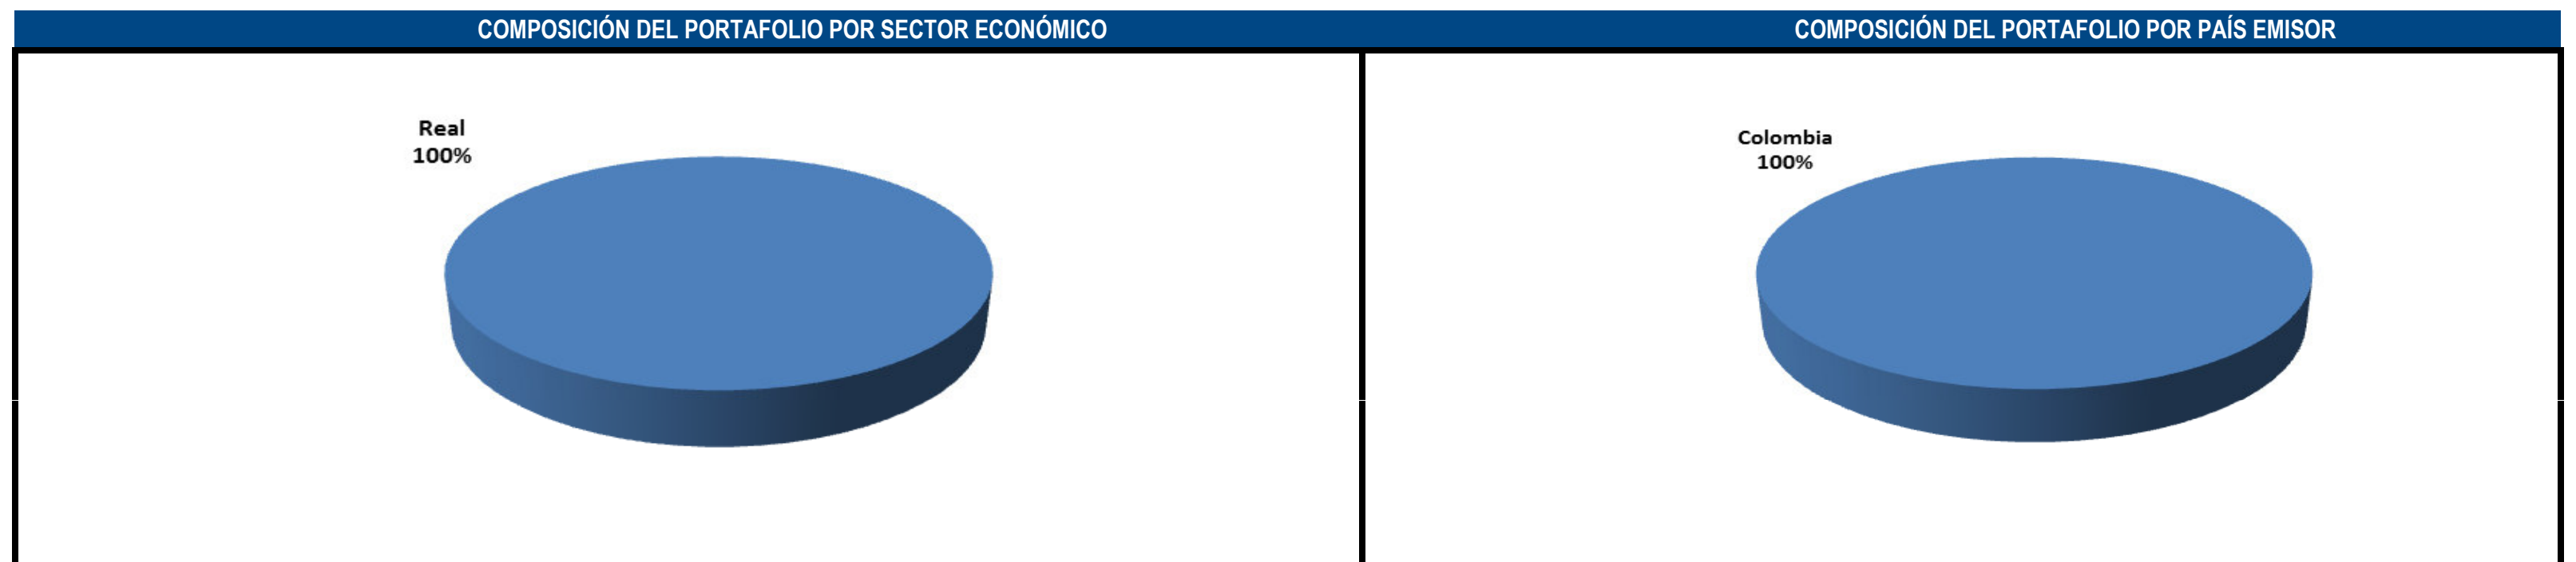 COMPOSICIÓN DEL PORTAFOLIO POR SECTOR ECONÓMICO
Real
100%
COMPOSICIÓN DEL PORTAFOLIO POR PAÍS EMISOR
Colombia
100%